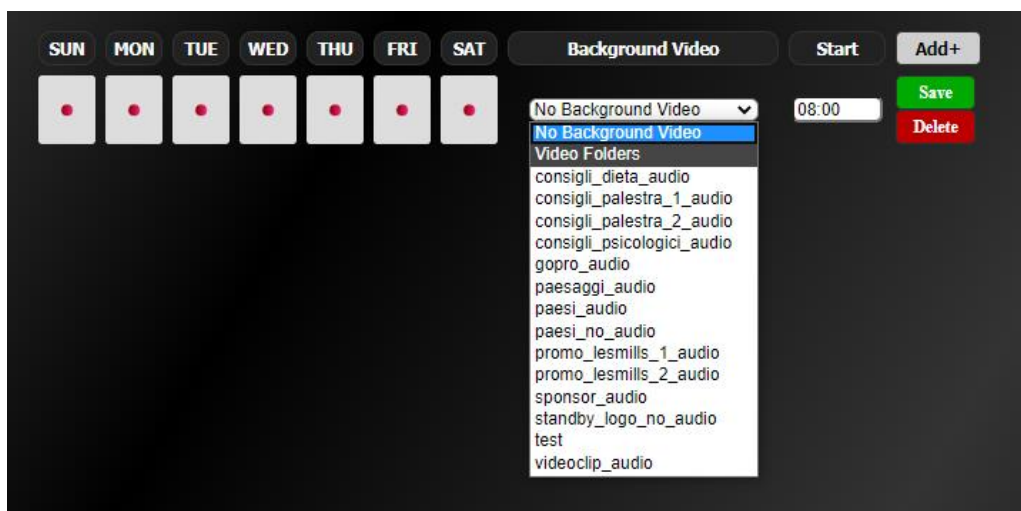 SUN MON TUE WED THU FRI SAT Background Video Start Add+
No Background Video 08:00 Save
Delete
No Background Video
Video Folders
consigli_dieta_audio
consigli_palestra_1_audio
consigli_palestra_2_audio
consigli_psicologici_audio
gopro_audio
paesaggi_audio
paesi_audio
paesi_no_audio
promo_lesmills_1_audio
promo_lesmills_2_audio
sponsor_audio
standby_logo_no_audio
test
videoclip_audio